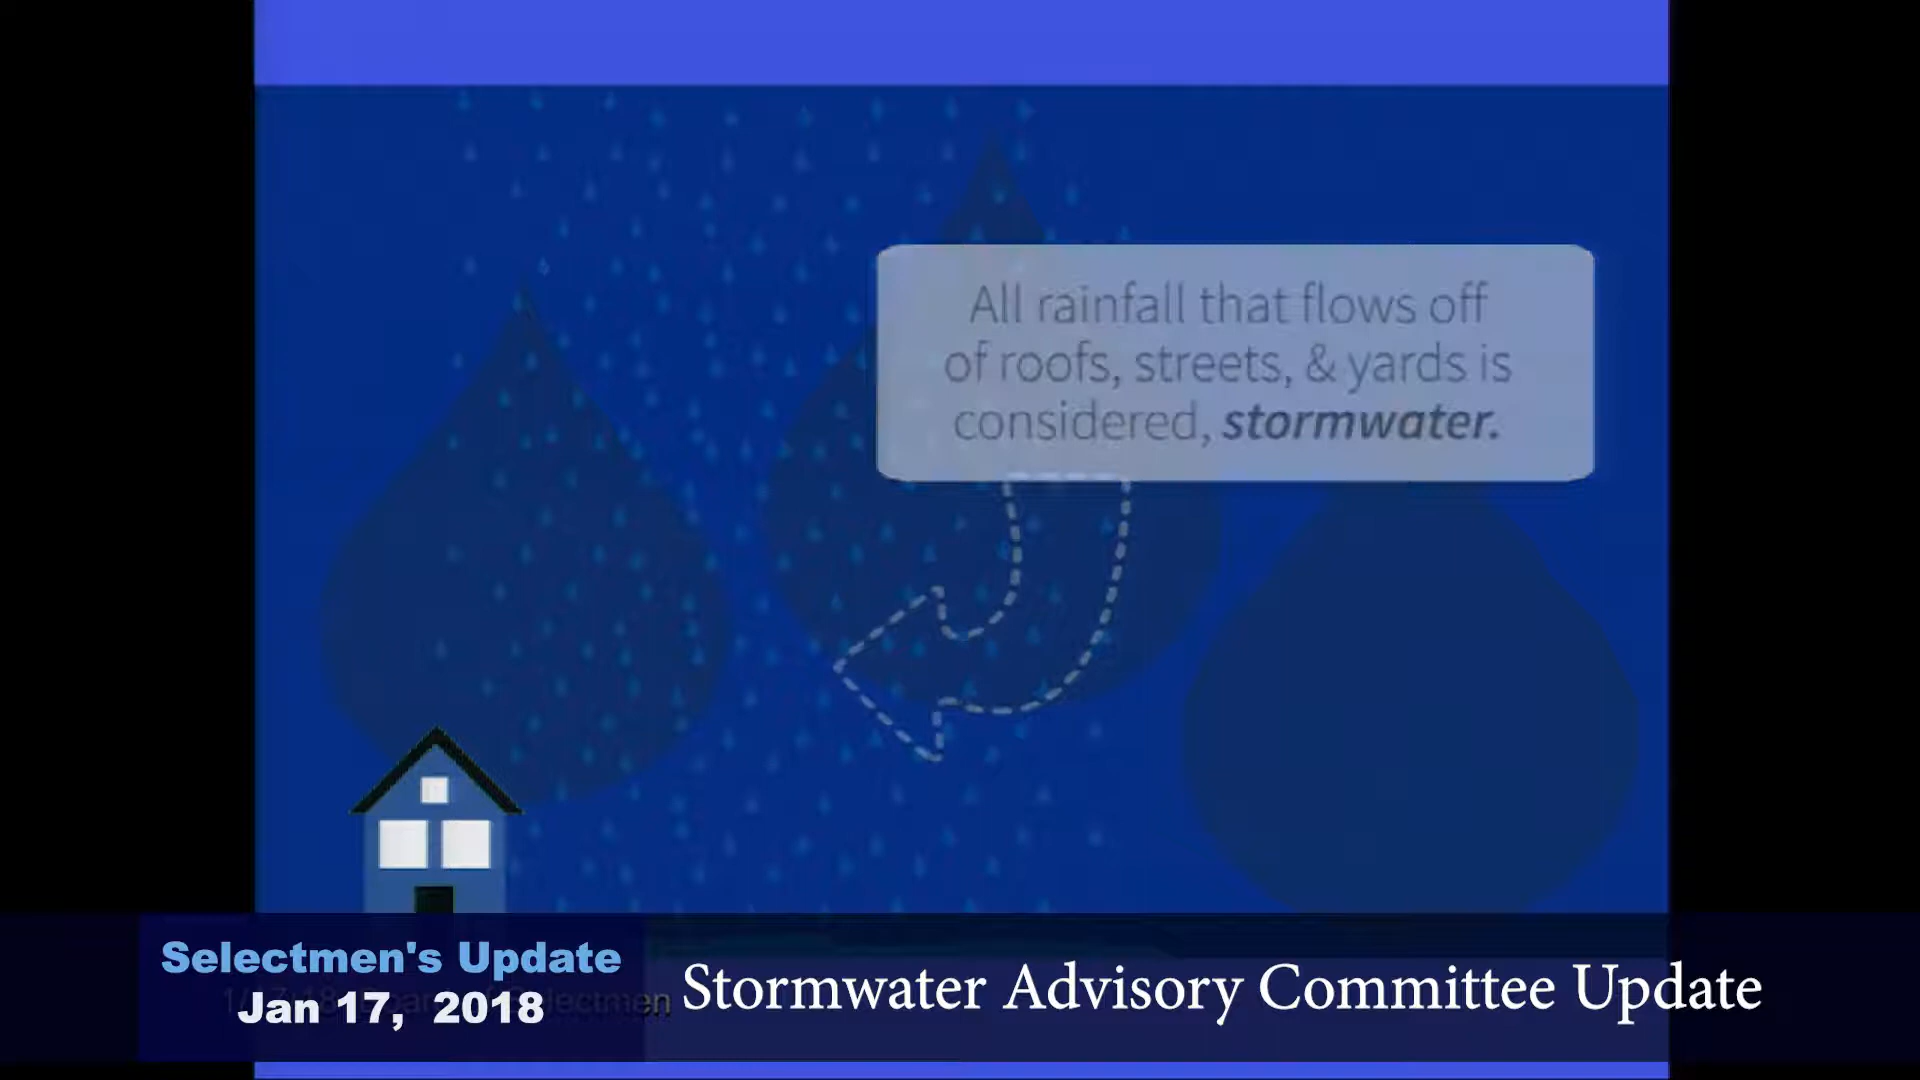 All rainfall that flows off
of roofs, streets, & yards is
considered, stormwater.
Selectmen's Update
Jan 17, 2018
Stormwater Advisory Committee Update